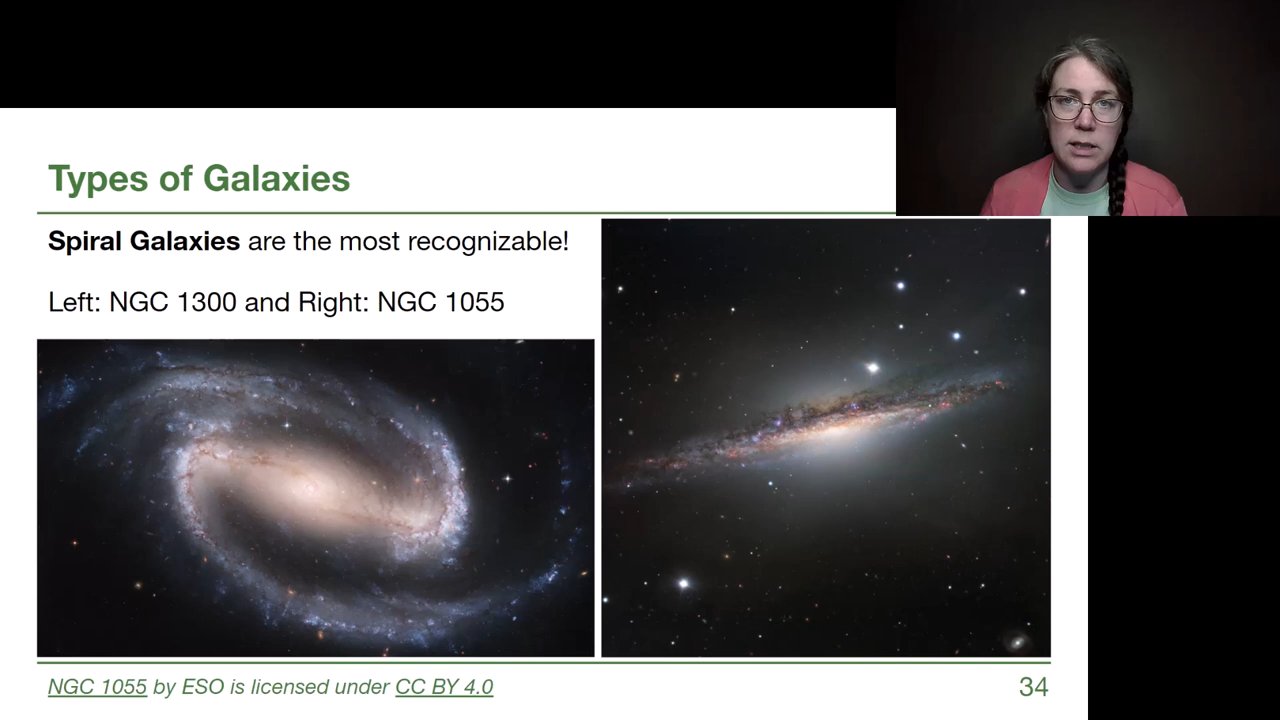 Types of Galaxies
Spiral Galaxies are the most recognizable!
Left: NGC 1300 and Right: NGC 1055
NGC 1055 by ESO is licensed under CC BY 4.0
34